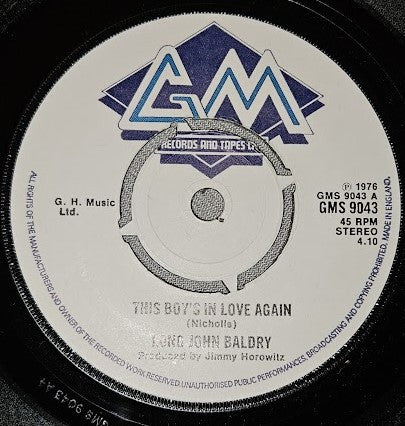 GM
RECORDS AND TAPES
G. H. Music
Ltd.
℗ 1976
GMS 9043 A
GMS 9043
45 RPM
STEREO
4.10
THIS BOY'S IN LOVE AGAIN
(Nicholls)
LONG JOHN BALDRY
Produced by Jimmy Horowitz
ALL RIGHTS OF THE MANUFACTURERS AND OWNER OF THE RECORDED WORK RESERVED. UNAUTHORISED PUBLIC PERFORMANCES, BROADCASTING AND COPYING PROHIBITED. MADE IN ENGLAND.
GMS 9043 A